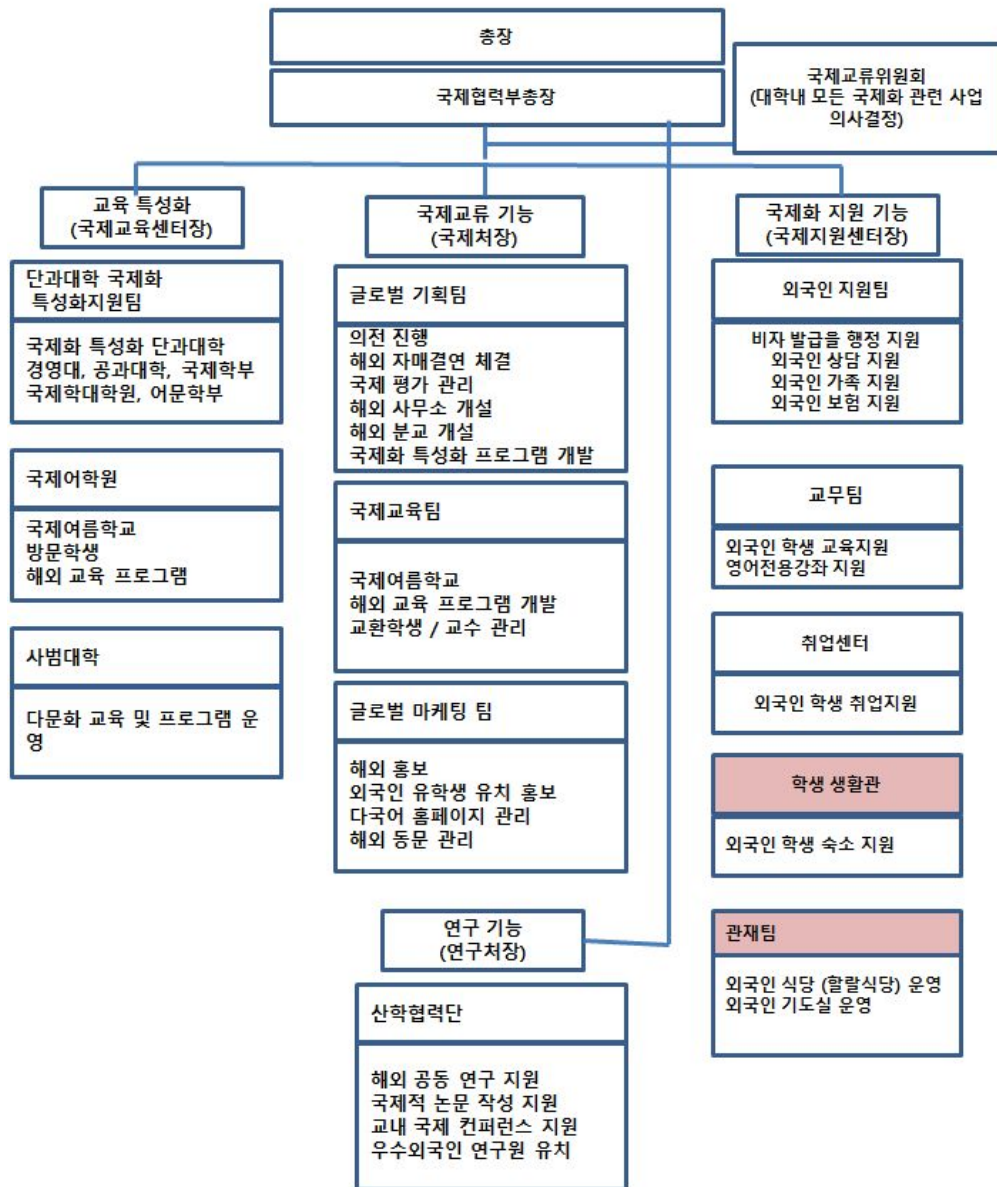 총장
국제협력부총장
국제교류위원회
(대학내 모든 국제화 관련 사업
의사결정)
교육 특성화
(국제교육센터장)
단과대학 국제화
특성화지원팀
국제화 특성화 단과대학
경영대, 공과대학, 국제학부
국제학대학원, 어문학부
국제어학원
국제여름학교
방문학생
해외 교육 프로그램
사범대학
다문화 교육 및 프로그램 운
영
국제교류 기능
(국제처장)
글로벌 기획팀
의전 진행
해외 자매결연 체결
국제 평가 관리
해외 사무소 개설
해외 분교 개설
국제화 특성화 프로그램 개발
국제교육팀
국제여름학교
해외 교육 프로그램 개발
교환학생 / 교수 관리
글로벌 마케팅 팀
해외 홍보
외국인 유학생 유치 홍보
다국어 홈페이지 관리
해외 동문 관리
연구 기능
(연구처장)
산학협력단
해외 공동 연구 지원
국제적 논문 작성 지원
교내 국제 컨퍼런스 지원
우수외국인 연구원 유치
국제화 지원 기능
(국제지원센터장)
외국인 지원팀
비자 발급을 행정 지원
외국인 상담 지원
외국인 가족 지원
외국인 보험 지원
교무팀
외국인 학생 교육지원
영어전용강좌 지원
취업센터
외국인 학생 취업지원
학생 생활관
외국인 학생 숙소 지원
관재팀
외국인 식당 (할랄식당) 운영
외국인 기도실 운영